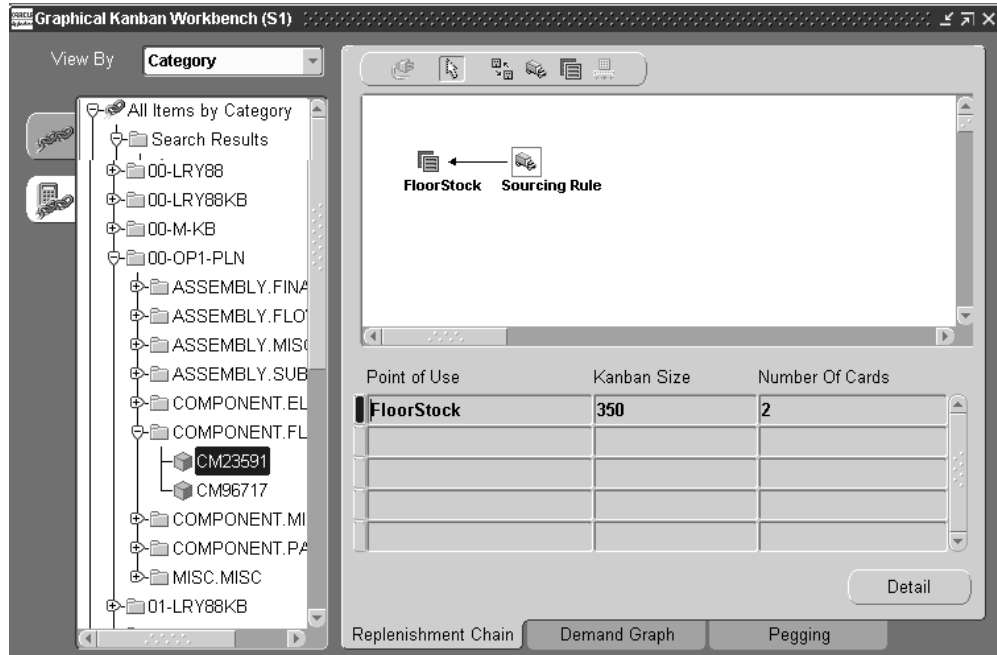 Graphical Kanban Workbench (S1)
View By
Category
All Items by Category
Search Results
00-LRY88
00-LRY88KB
00-M-KB
00-OP1-PLN
ASSEMBLY.FINA
ASSEMBLY.FLO
ASSEMBLY.MISC
ASSEMBLY.SUB
COMPONENT.EL
COMPONENT.FL
CM23591
CM96717
COMPONENT.MI
COMPONENT.PA
MISC.MISC
01-LRY88KB
FloorStock Sourcing Rule
Point of Use Kanban Size Number Of Cards
FloorStock 350 2
Detail
Replenishment Chain Demand Graph Pegging